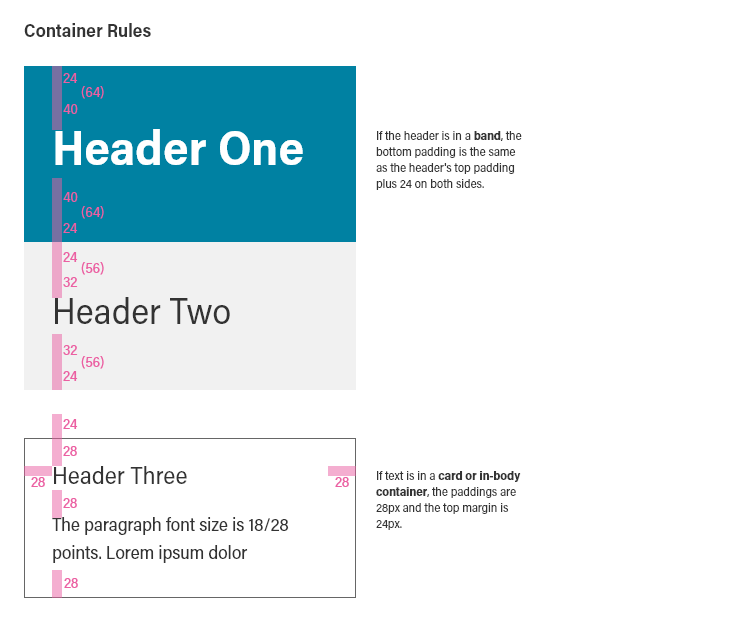 Container Rules
24
(64)
40
Header One
40
(64)
24
24
(56)
32
Header Two
32
(56)
24
If the header is in a band, the
bottom padding is the same
as the header's top padding
plus 24 on both sides.
24
28
28
Header Three
28
28
The paragraph font size is 18/28
points. Lorem ipsum dolor
28
If text is in a card or in-body
container, the paddings are
28px and the top margin is
24px.